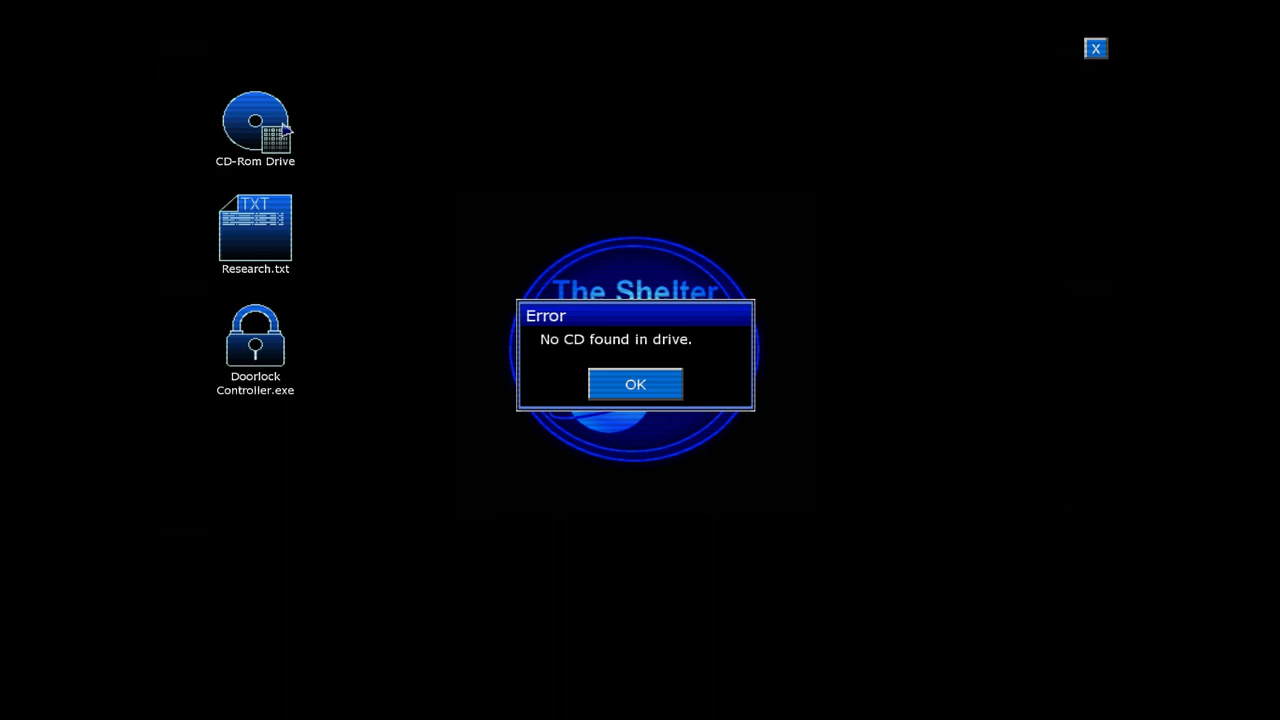 X
CD-Rom Drive
TXT
Research.txt
Doorlock
Controller.exe
The Shelter
Error
No CD found in drive.
OK